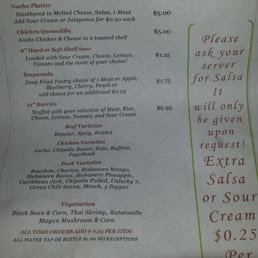 Nacho Platter
Smothered in Melted Cheese, Salsa, 1 Meat $5.00
Add Sour Cream or Jalapenos for $0.50 each
Chicken Quesadilla $5.00
Ancho Chicken & Cheese in a toasted shell
6" Hard or Soft Shell taco
Loaded with Sour Cream, Cheese, Lettuce, $1.25
Tomato and the meat of your choice!
Empanada
Deep Fried Pastry choice of Meat or Apple, $1.75
Blueberry, Cherry, Peach or
add cheese for an additional $0.25
12" Burrito
Stuffed with your selection of Meat, Rice, $6.95
Cheese, Lettuce, Tomato, and Sour Cream
Beef Varieties
Regular, Spicy, Brisket
Chicken Varieties
Ancho, Chipotle Bacon, Baja, Buffalo,
Paprikash
Pork Varieties
Bourbon, Chorizo, Habanero Mango,
Habanero Bacon, Habanero Pineapple,
Caribbean Jerk, Chipotle Pulled, Unlucky 7,
Green Chili Saxon, Mooch, 5 Pepper
Vegetarian
Black Bean & Corn, Thai Shrimp, Ratatouille
Mayan Mushroom & Corn
ALL TOGO ORDERS ADD $ 0.25 PER ITEM
ALL WATER TAP OR BOTTLE $1.00 NO EXCEPTIONS
Please
ask your
server
for Salsa
It
will only
be given
upon
request!
Extra
Salsa
or Sour
Cream
$0.25
Per